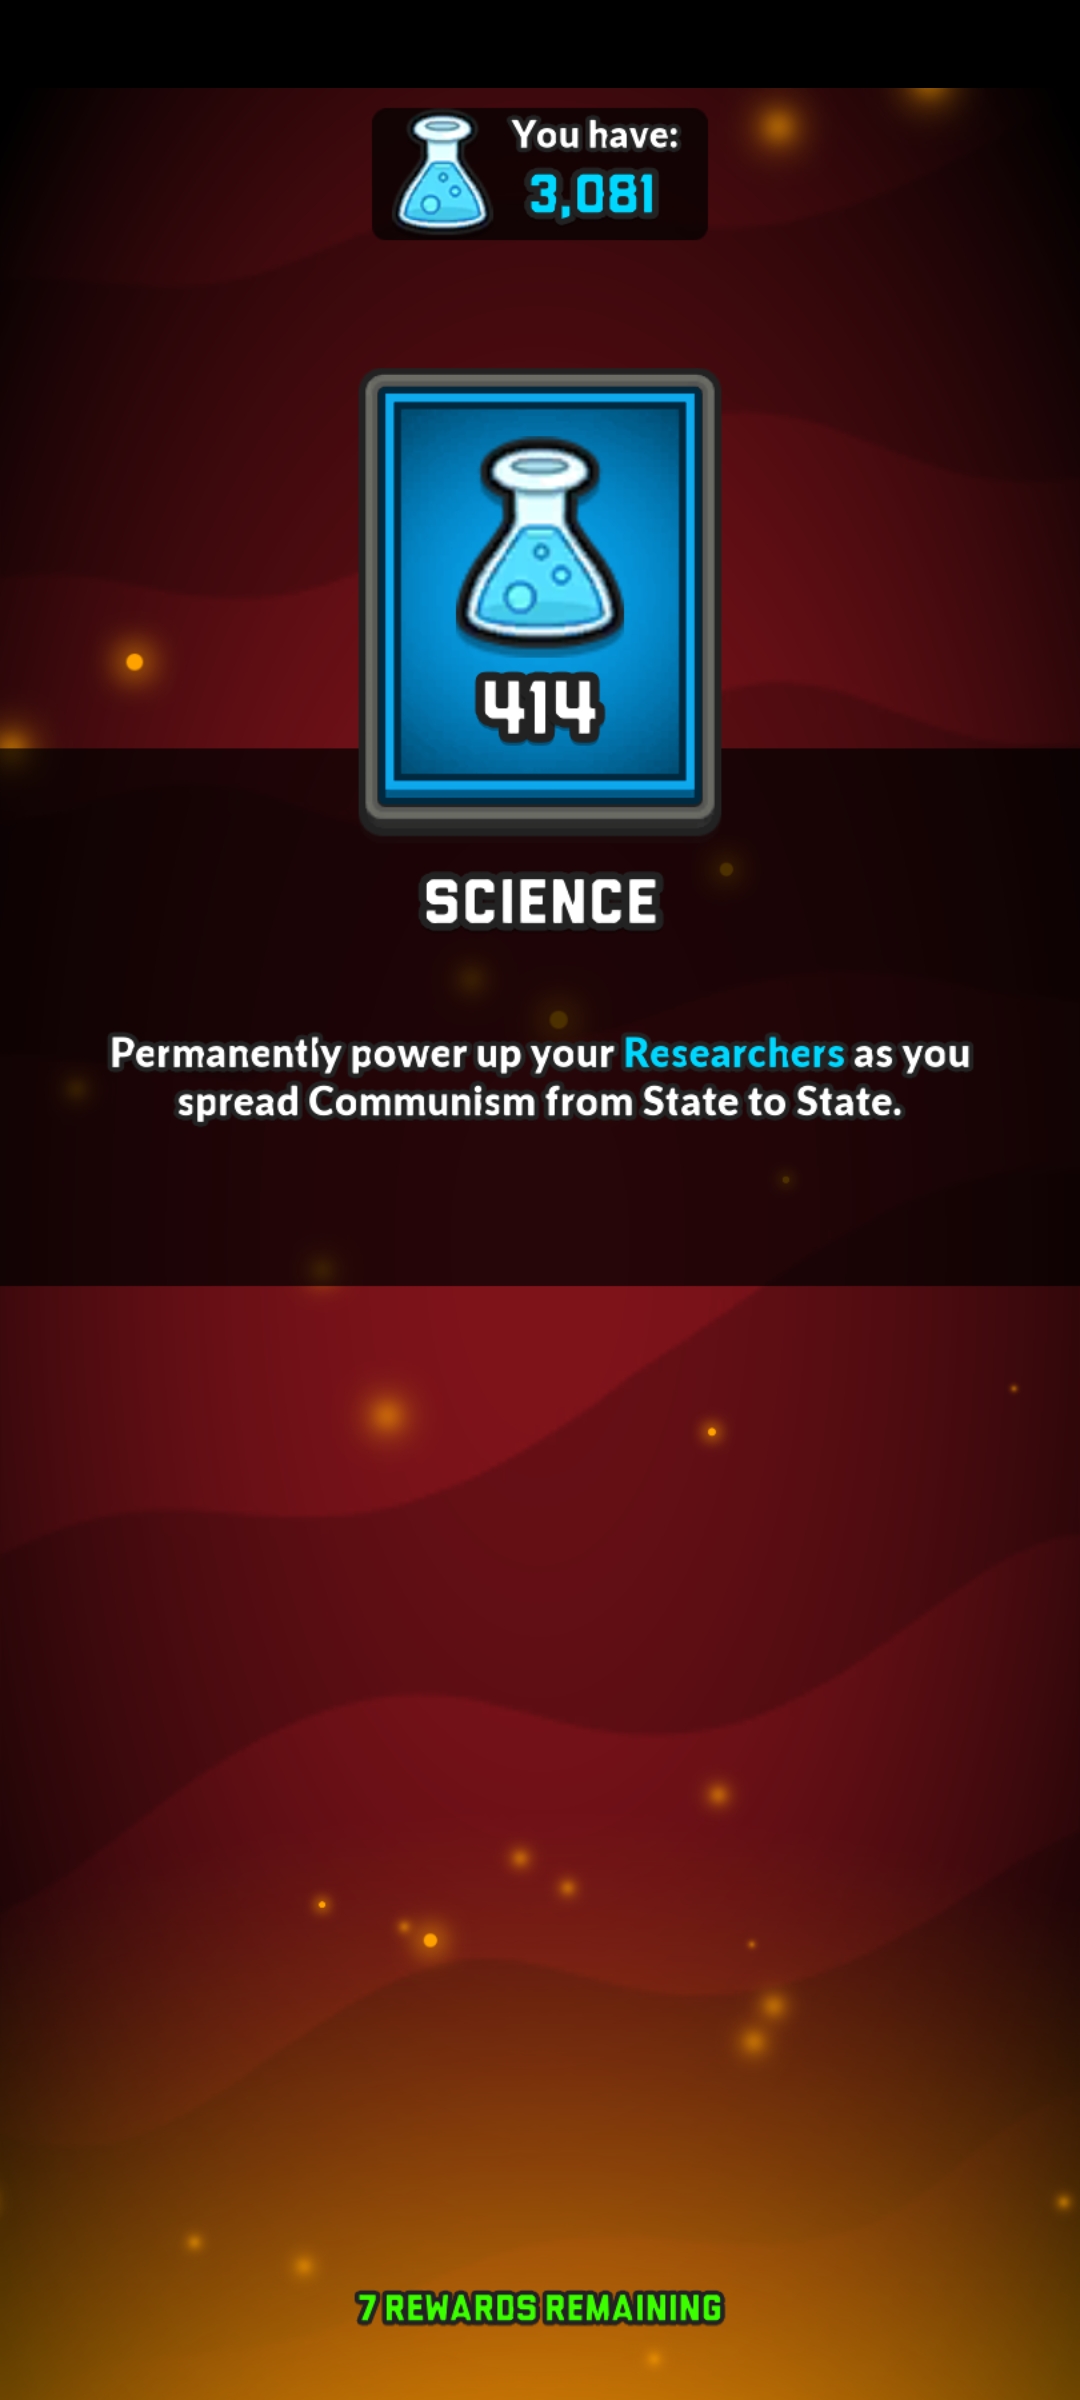 You have:
3,081
414
SCIENCE
Permanently power up your Researchers as you
spread Communism from State to State.
7 REWARDS REMAINING